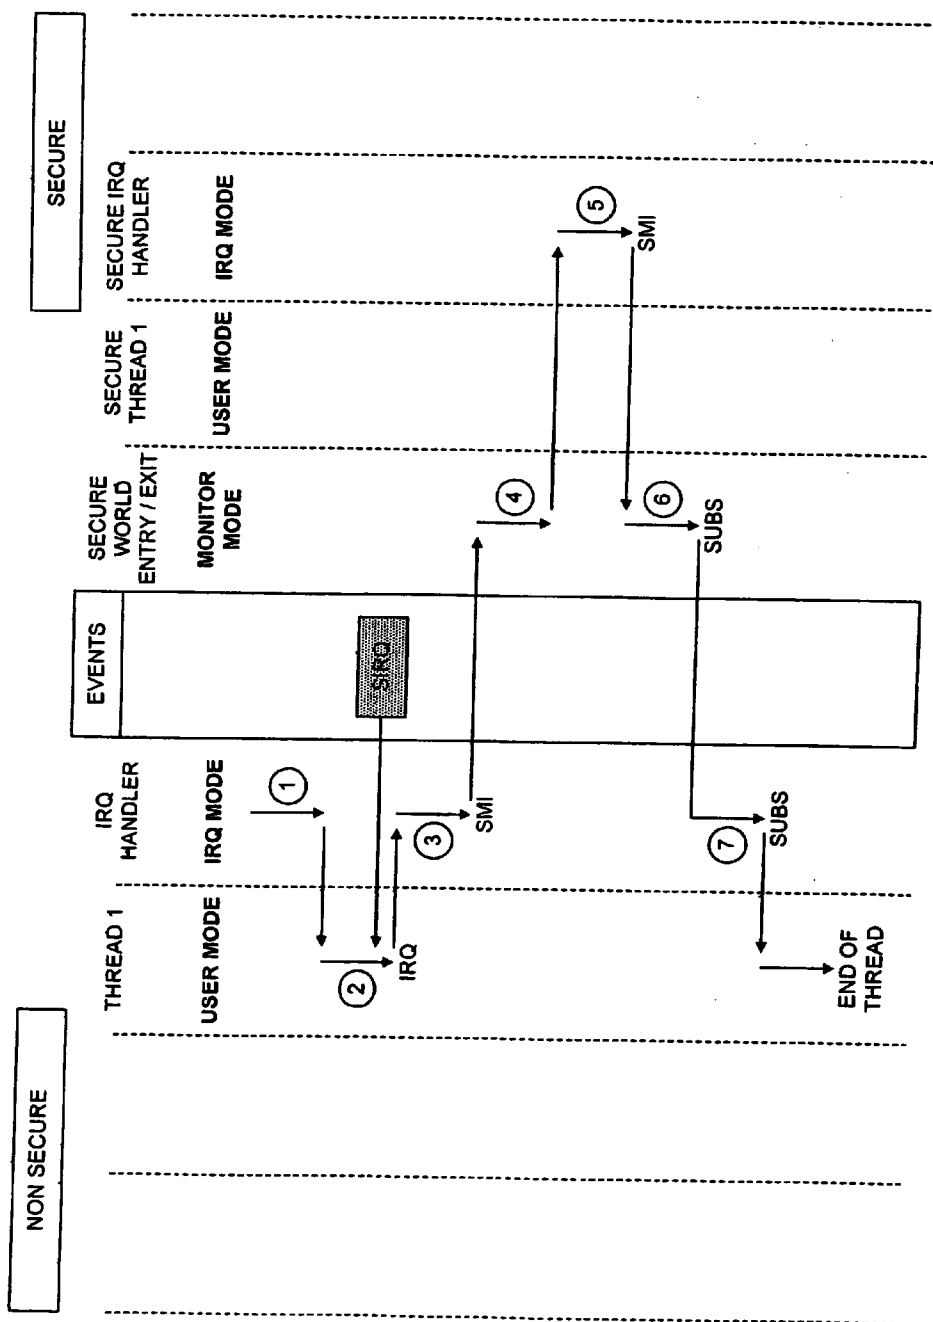 NON SECURE
SECURE
THREAD 1
USER MODE
IRQ
HANDLER
IRQ MODE
EVENTS
SECURE
WORLD
ENTRY / EXIT
MONITOR
MODE
SECURE
THREAD 1
USER MODE
SECURE IRQ
HANDLER
IRQ MODE
1
2
SIRQ
IRQ
3
SMI
4
5
SMI
6
SUBS
7
SUBS
END OF
THREAD